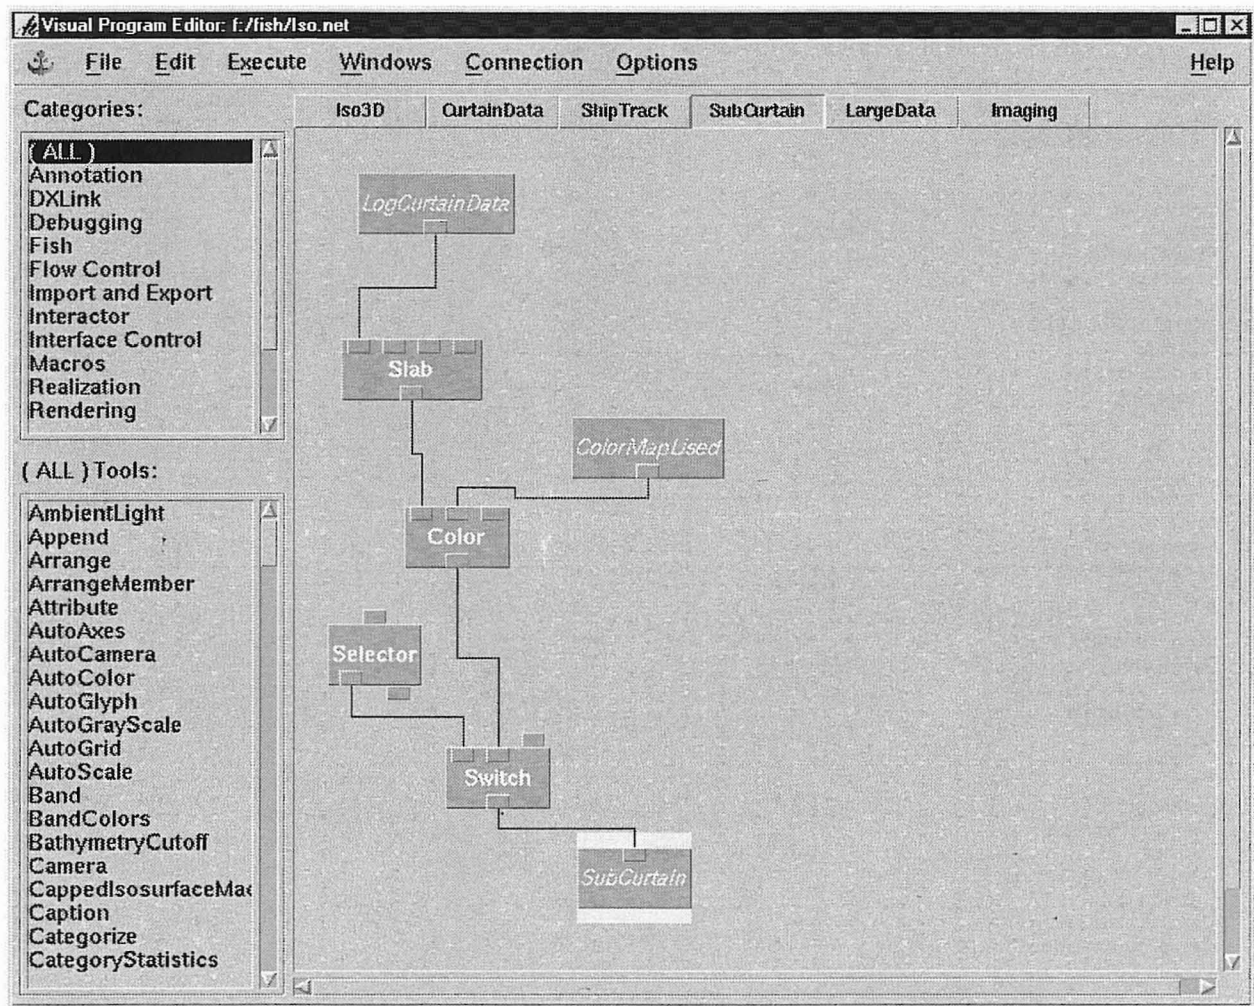 Visual Program Editor: f:/fish/Iso.net
File Edit Execute Windows Connection Options Help
Categories:
(ALL)
Annotation
DXLink
Debugging
Fish
Flow Control
Import and Export
Interactor
Interface Control
Macros
Realization
Rendering
(ALL) Tools:
AmbientLight
Append
Arrange
ArrangeMember
Attribute
AutoAxes
AutoCamera
AutoColor
AutoGlyph
AutoGrayScale
AutoGrid
AutoScale
Band
BandColors
BathymetryCutoff
Camera
CappedIsosurfaceMac
Caption
Categorize
CategoryStatistics
Iso3D CurtainData ShipTrack SubCurtain LargeData Imaging
LogCurtainData
Slab
ColorMapUsed
Color
Selector
Switch
SubCurtain